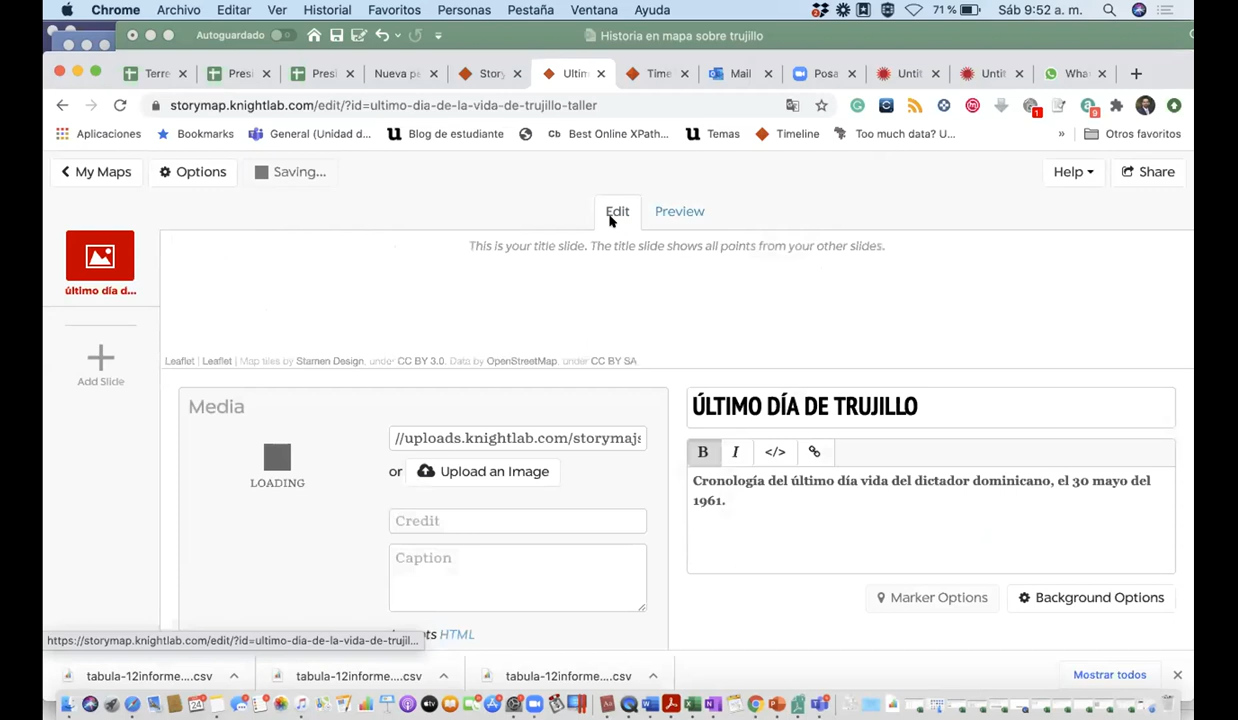 Chrome Archivo Editar Ver Historial Favoritos Personas Pestaña Ventana Ayuda 71 % Sáb 9:52 a. m.
Autoguardado Historia en mapa sobre trujillo
Terre Presi Presi Nueva pe Story Ultim Time Mail Posa Untit Untit What
storymap.knightlab.com/edit/?id=ultimo-dia-de-la-vida-de-trujillo-taller
Aplicaciones Bookmarks General (Unidad d... Blog de estudiante Best Online XPath... Temas Timeline Too much data? U... » Otros favoritos
My Maps Options Saving... Help Share
Edit Preview
This is your title slide. The title slide shows all points from your other slides.
último día d...
Add Slide
Leaflet | Leaflet | Map tiles by Stamen Design, under CC BY 3.0. Data by OpenStreetMap, under CC BY SA
Media
ÚLTIMO DÍA DE TRUJILLO
//uploads.knightlab.com/storymajs
B I </>
or Upload an Image
LOADING
Cronología del último día vida del dictador dominicano, el 30 mayo del
1961.
Credit
Caption
Marker Options Background Options
HTML
https://storymap.knightlab.com/edit/?id=ultimo-dia-de-la-vida-de-trujil...
tabula-12informe....csv tabula-12informe....csv tabula-12informe....csv Mostrar todos